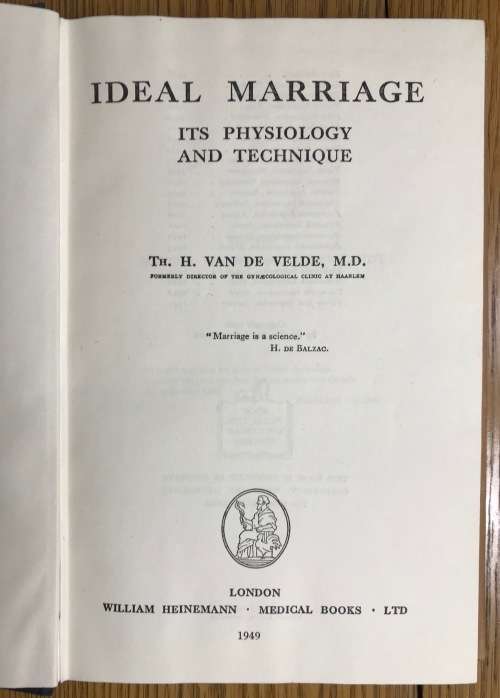 IDEAL MARRIAGE
ITS PHYSIOLOGY
AND TECHNIQUE
TH. H. VAN DE VELDE, M.D.
FORMERLY DIRECTOR OF THE GYNÆCOLOGICAL CLINIC AT HAARLEM
"Marriage is a science."
H. DE BALZAC.
LONDON
WILLIAM HEINEMANN · MEDICAL BOOKS · LTD
1949